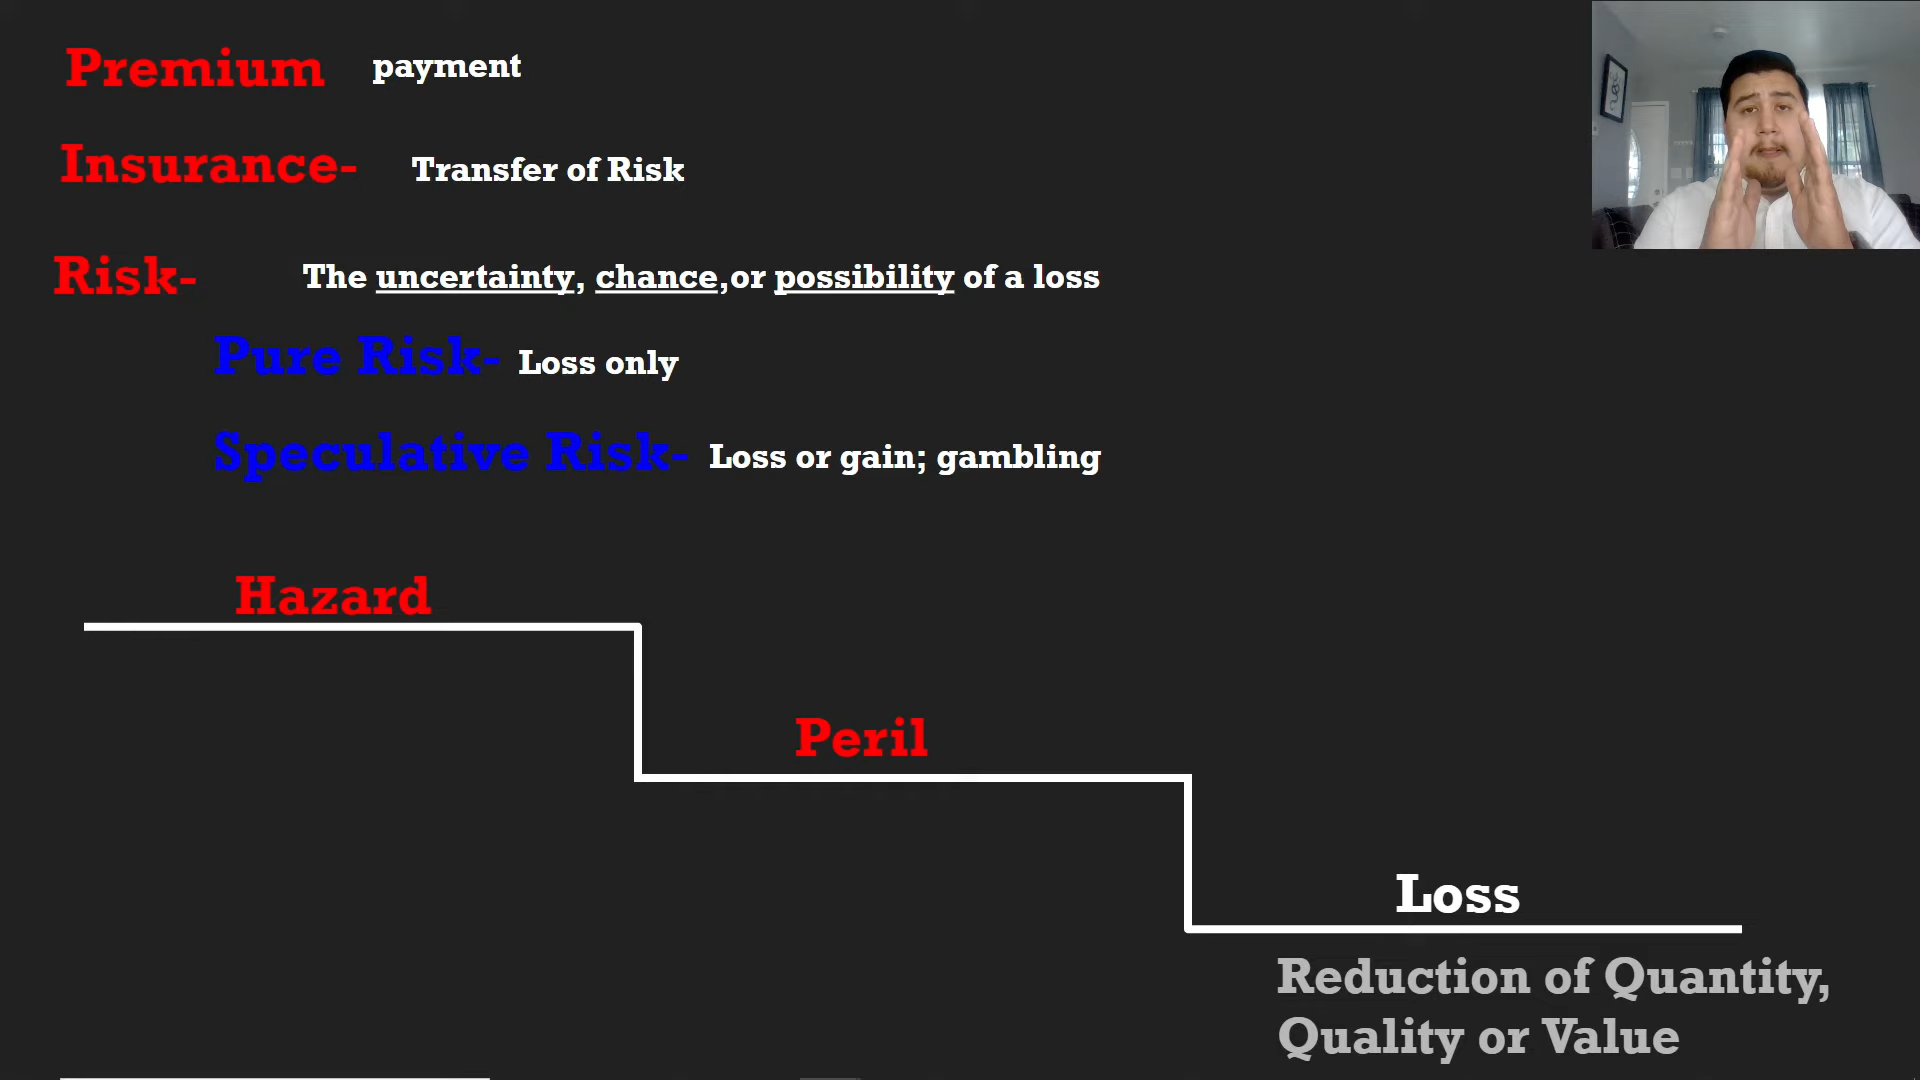 Premium payment
Insurance- Transfer of Risk
Risk- The uncertainty, chance,or possibility of a loss
Pure Risk- Loss only
Speculative Risk- Loss or gain; gambling
Hazard
Peril
Loss
Reduction of Quantity,
Quality or Value